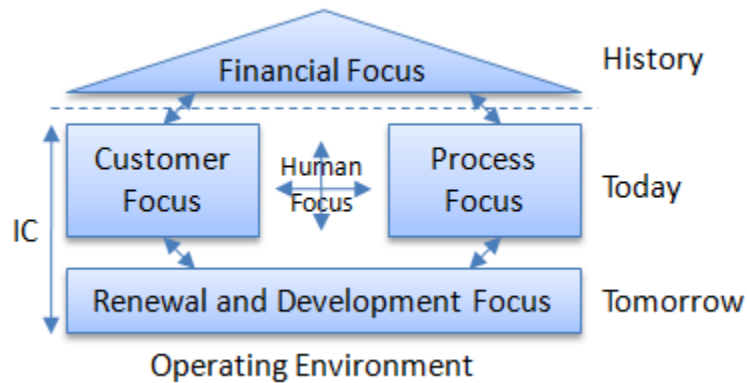 Financial Focus
History
Customer
Focus
Human
Focus
Process
Focus
Today
IC
Renewal and Development Focus
Tomorrow
Operating Environment